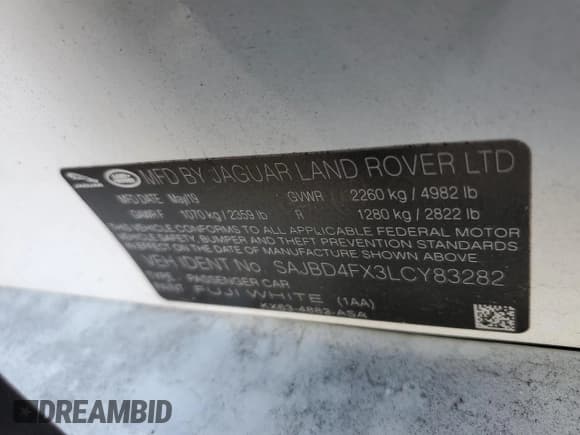 JAGUAR LAND ROVER MFD BY JAGUAR LAND ROVER LTD
MFD DATE May19 GVWR 2260 kg / 4982 lb
GAWR F 1070 kg / 2359 lb R 1280 kg / 2822 lb
THIS VEHICLE CONFORMS TO ALL APPLICABLE FEDERAL MOTOR
VEHICLE SAFETY, BUMPER AND THEFT PREVENTION STANDARDS
IN EFFECT ON THE DATE OF MANUFACTURE SHOWN ABOVE
VEH IDENT No. SAJBD4FX3LCY83282
TYPE PASSENGER CAR
PAINT FUJI WHITE (1AA)
DREAMBID